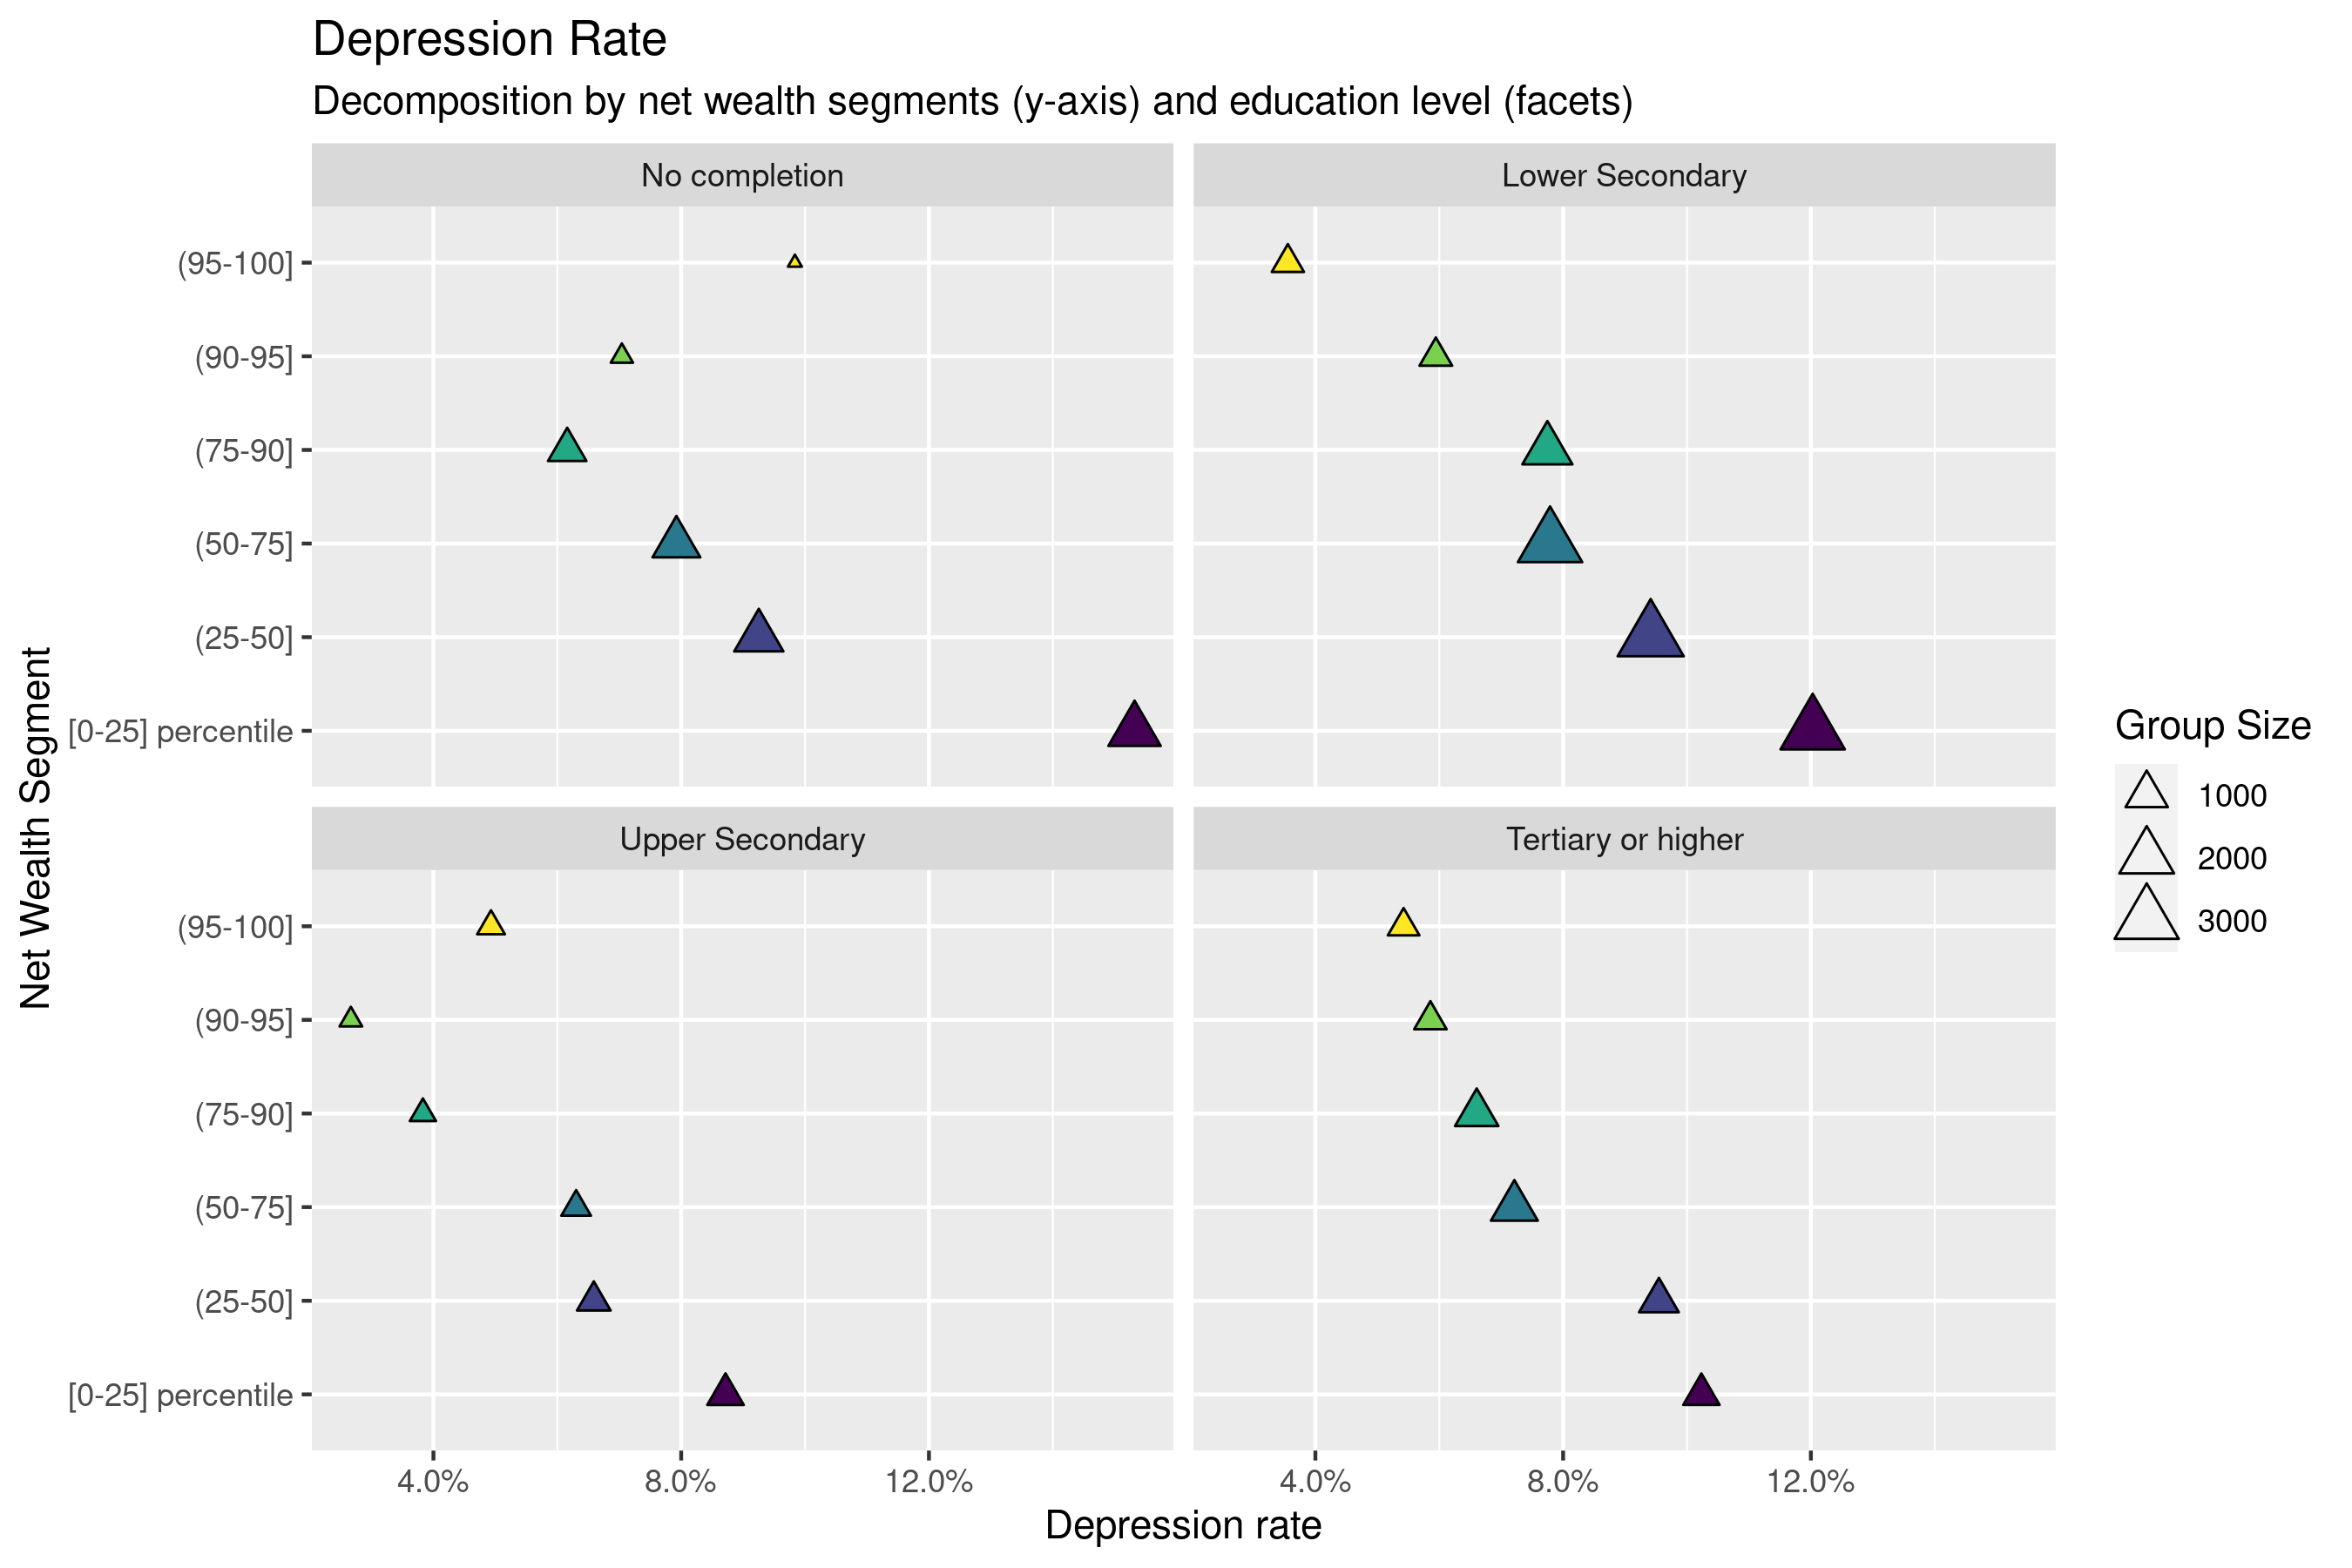 Depression Rate
Decomposition by net wealth segments (y-axis) and education level (facets)
No completion
Lower Secondary
(95-100]
(90-95]
(75-90]
(50-75]
(25-50]
[0-25] percentile
Upper Secondary
Tertiary or higher
(95-100]
(90-95]
(75-90]
(50-75]
(25-50]
[0-25] percentile
4.0%
8.0%
12.0%
4.0%
8.0%
12.0%
Depression rate
Net Wealth Segment
Group Size
1000
2000
3000